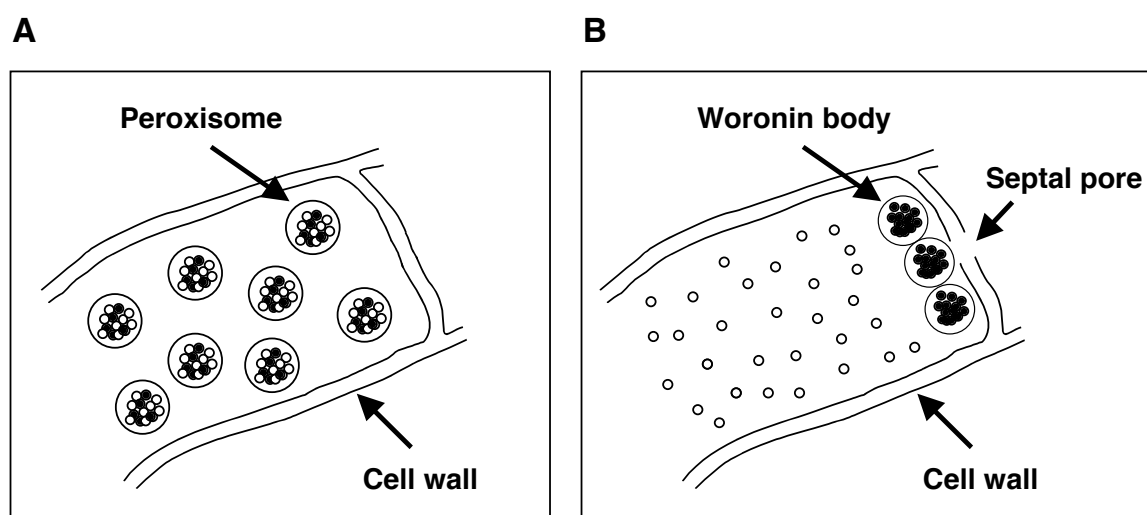 A
Peroxisome
Cell wall
B
Woronin body
Septal pore
Cell wall